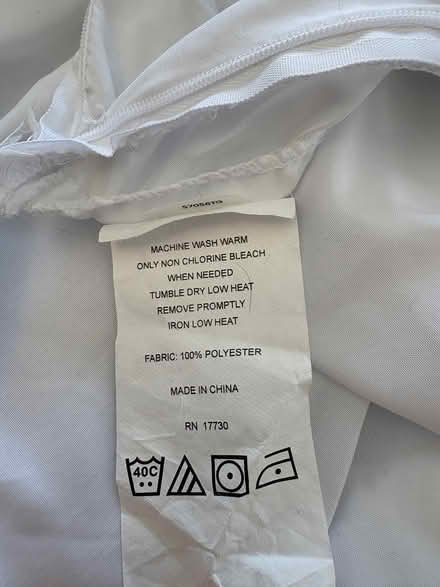 MACHINE WASH WARM
ONLY NON CHLORINE BLEACH
WHEN NEEDED
TUMBLE DRY LOW HEAT
REMOVE PROMPTLY
IRON LOW HEAT
FABRIC: 100% POLYESTER
MADE IN CHINA
RN 17730
40C